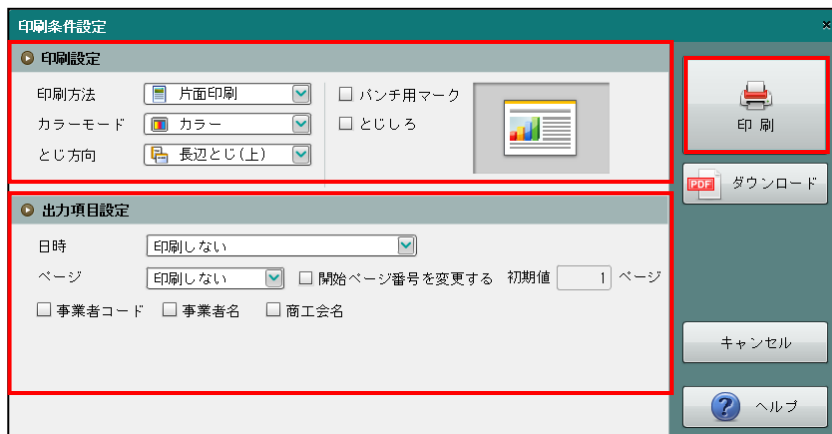 印刷条件設定 ×
印刷設定
印刷方法 片面印刷 パンチ用マーク
カラーモード カラー とじしろ
とじ方向 長辺とじ(上)
印 刷
PDF ダウンロード
出力項目設定
日時 印刷しない
ページ 印刷しない 開始ページ番号を変更する 初期値 1 ページ
事業者コード 事業者名 商工会名
キャンセル
? ヘルプ